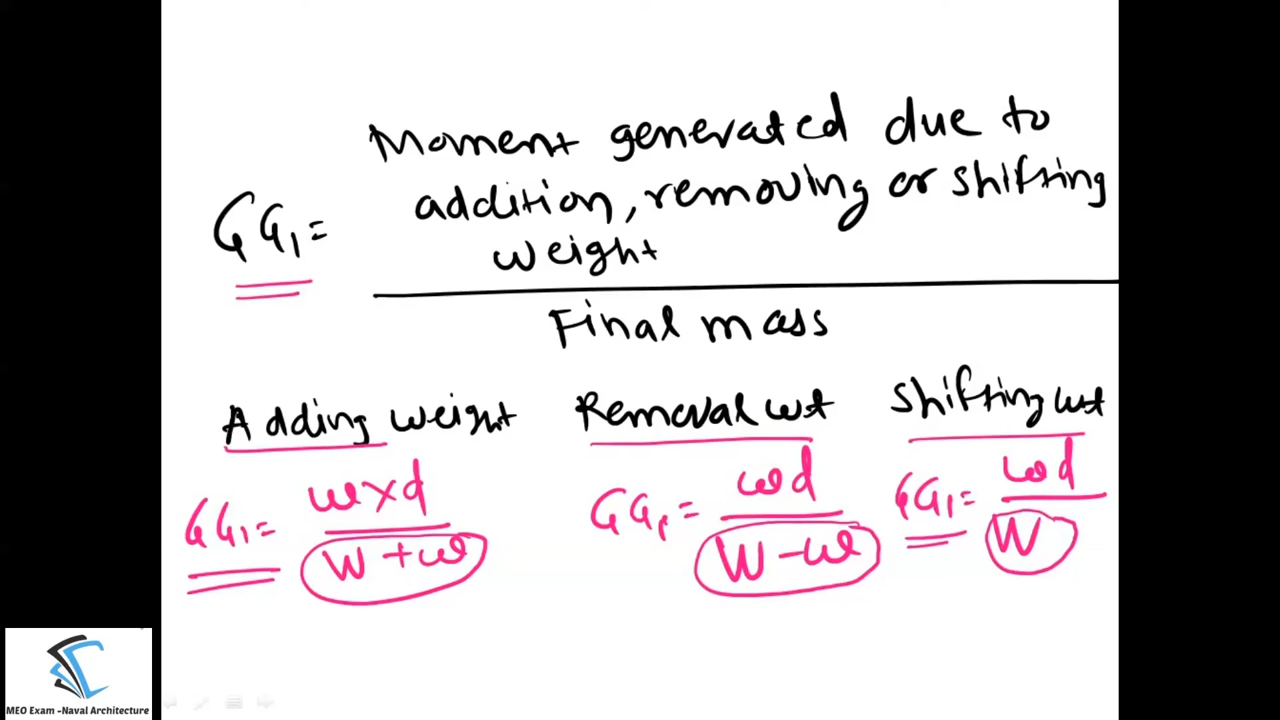 Moment generated due to
addition, removing or shifting
weight
GG₁ =
Final mass
Adding weight Removal wt Shifting wt
GG₁ = w×d / W+w GG₁ = wd / W-w GG₁ = wd / W
MEO Exam -Naval Architecture